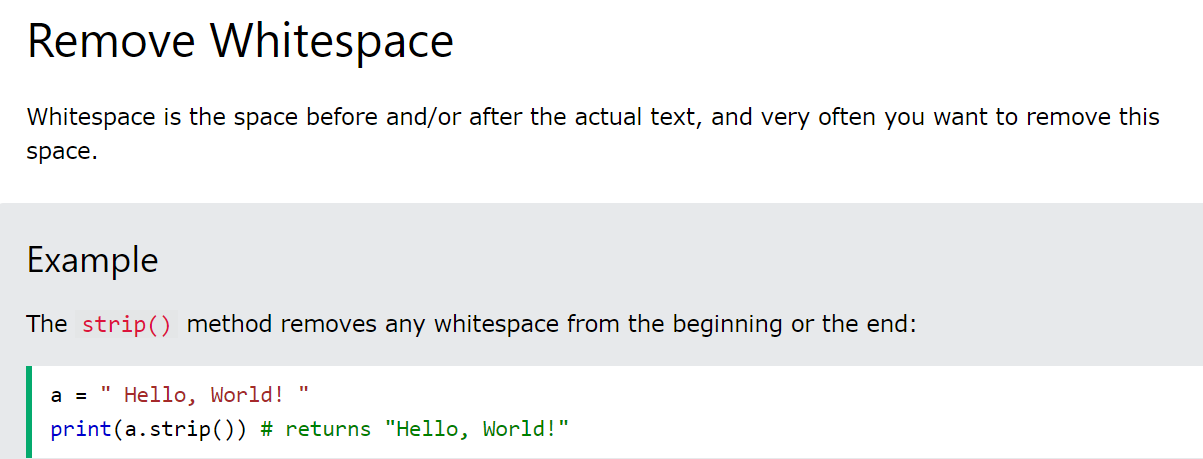 Remove Whitespace
Whitespace is the space before and/or after the actual text, and very often you want to remove this
space.
Example
The strip() method removes any whitespace from the beginning or the end:
a = " Hello, World! "
print(a.strip()) # returns "Hello, World!"